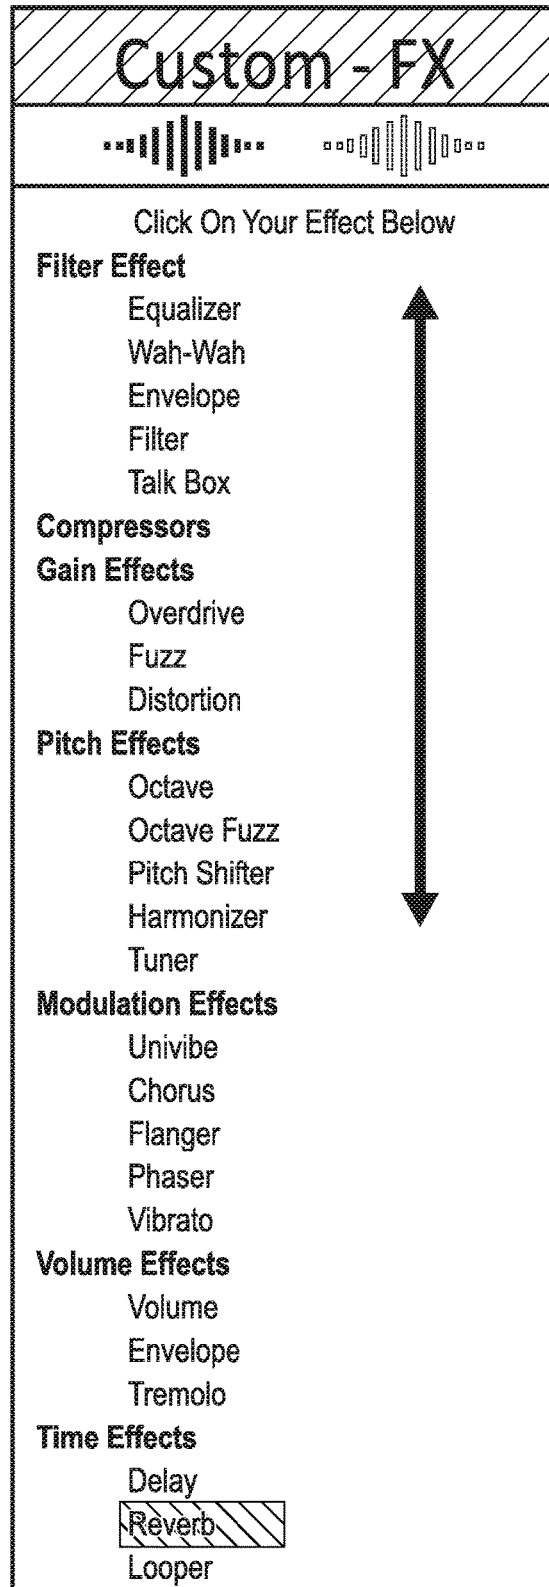 Custom - FX
Click On Your Effect Below
Filter Effect
Equalizer
Wah-Wah
Envelope
Filter
Talk Box
Compressors
Gain Effects
Overdrive
Fuzz
Distortion
Pitch Effects
Octave
Octave Fuzz
Pitch Shifter
Harmonizer
Tuner
Modulation Effects
Univibe
Chorus
Flanger
Phaser
Vibrato
Volume Effects
Volume
Envelope
Tremolo
Time Effects
Delay
Reverb
Looper